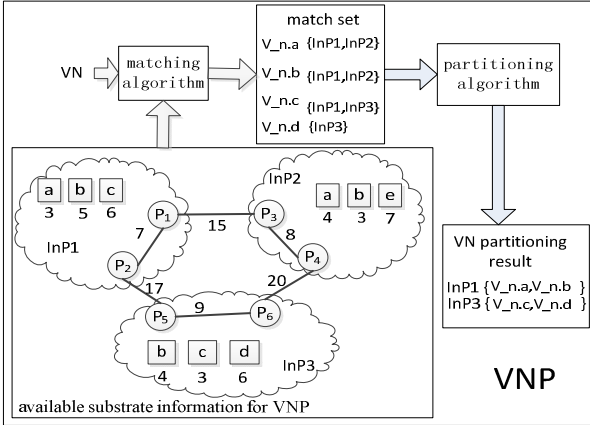 VN
matching
algorithm
match set
V_n.a {InP1,InP2}
V_n.b {InP1,InP2}
V_n.c {InP1,InP3}
V_n.d {InP3}
partitioning
algorithm
InP1
a b c
3 5 6
P1
P2
7
15
InP2
a b e
4 3 7
P3
8
P4
17
20
P5
9
P6
b c d
4 3 6
InP3
available substrate information for VNP
VN partitioning
result
InP1 {V_n.a,V_n.b }
InP3 {V_n.c,V_n.d }
VNP